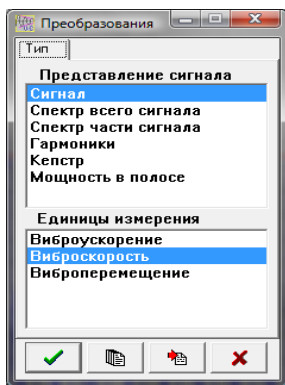 Преобразования
Тип
Представление сигнала
Сигнал
Спектр всего сигнала
Спектр части сигнала
Гармоники
Кепстр
Мощность в полосе
Единицы измерения
Виброускорение
Виброскорость
Виброперемещение